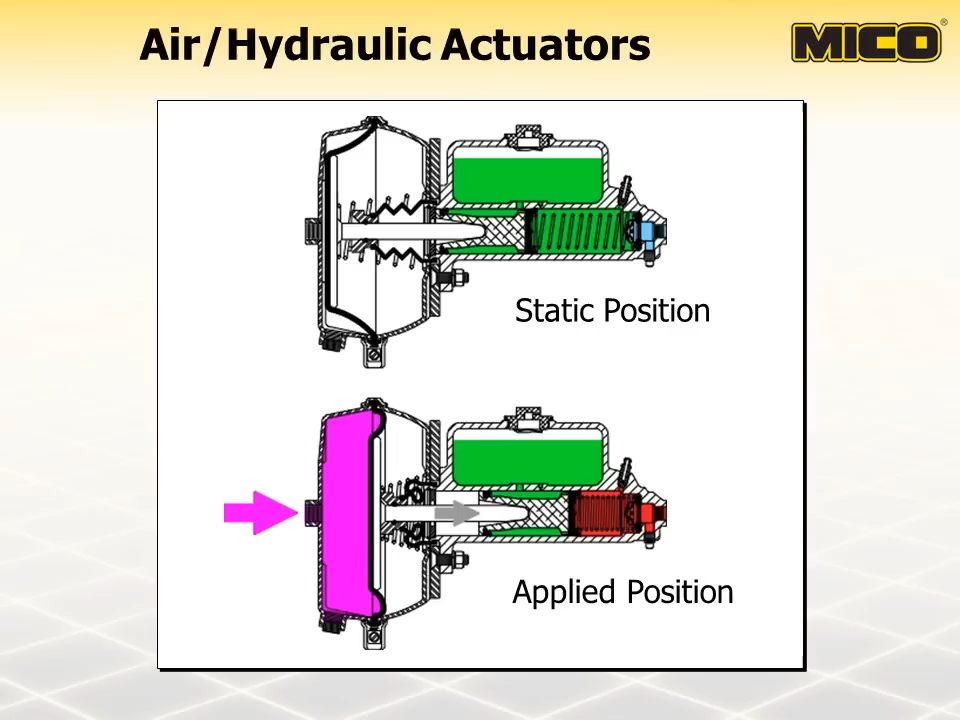 Air/Hydraulic Actuators
MICO®
Static Position
Applied Position